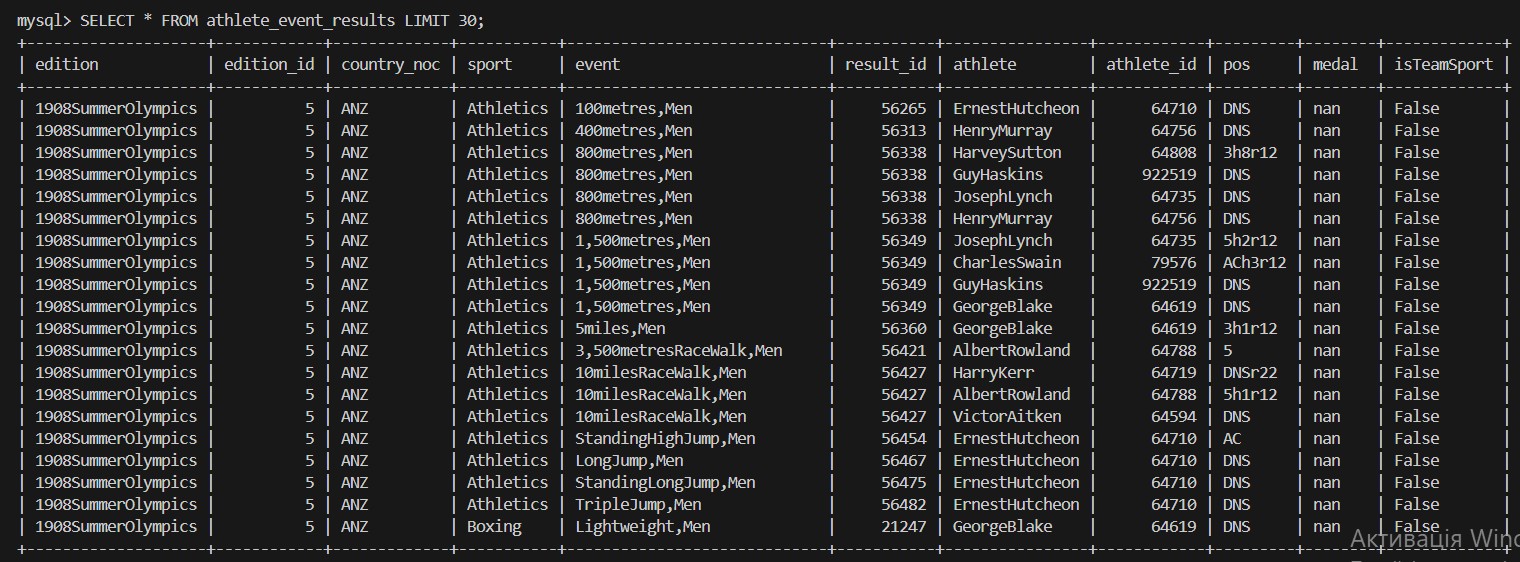 mysql> SELECT * FROM athlete_event_results LIMIT 30;
+--------------------+------------+-------------+-----------+-----------------------------+-----------+----------------+------------+---------+--------+-------------+
| edition | edition_id | country_noc | sport | event | result_id | athlete | athlete_id | pos | medal | isTeamSport |
+--------------------+------------+-------------+-----------+-----------------------------+-----------+----------------+------------+---------+--------+-------------+
| 1908SummerOlympics | 5 | ANZ | Athletics | 100metres,Men | 56265 | ErnestHutcheon | 64710 | DNS | nan | False |
| 1908SummerOlympics | 5 | ANZ | Athletics | 400metres,Men | 56313 | HenryMurray | 64756 | DNS | nan | False |
| 1908SummerOlympics | 5 | ANZ | Athletics | 800metres,Men | 56338 | HarveySutton | 64808 | 3h8r12 | nan | False |
| 1908SummerOlympics | 5 | ANZ | Athletics | 800metres,Men | 56338 | GuyHaskins | 922519 | DNS | nan | False |
| 1908SummerOlympics | 5 | ANZ | Athletics | 800metres,Men | 56338 | JosephLynch | 64735 | DNS | nan | False |
| 1908SummerOlympics | 5 | ANZ | Athletics | 800metres,Men | 56338 | HenryMurray | 64756 | DNS | nan | False |
| 1908SummerOlympics | 5 | ANZ | Athletics | 1,500metres,Men | 56349 | JosephLynch | 64735 | 5h2r12 | nan | False |
| 1908SummerOlympics | 5 | ANZ | Athletics | 1,500metres,Men | 56349 | CharlesSwain | 79576 | ACh3r12 | nan | False |
| 1908SummerOlympics | 5 | ANZ | Athletics | 1,500metres,Men | 56349 | GuyHaskins | 922519 | DNS | nan | False |
| 1908SummerOlympics | 5 | ANZ | Athletics | 1,500metres,Men | 56349 | GeorgeBlake | 64619 | DNS | nan | False |
| 1908SummerOlympics | 5 | ANZ | Athletics | 5miles,Men | 56360 | GeorgeBlake | 64619 | 3h1r12 | nan | False |
| 1908SummerOlympics | 5 | ANZ | Athletics | 3,500metresRaceWalk,Men | 56421 | AlbertRowland | 64788 | 5 | nan | False |
| 1908SummerOlympics | 5 | ANZ | Athletics | 10milesRaceWalk,Men | 56427 | HarryKerr | 64719 | DNSr22 | nan | False |
| 1908SummerOlympics | 5 | ANZ | Athletics | 10milesRaceWalk,Men | 56427 | AlbertRowland | 64788 | 5h1r12 | nan | False |
| 1908SummerOlympics | 5 | ANZ | Athletics | 10milesRaceWalk,Men | 56427 | VictorAitken | 64594 | DNS | nan | False |
| 1908SummerOlympics | 5 | ANZ | Athletics | StandingHighJump,Men | 56454 | ErnestHutcheon | 64710 | AC | nan | False |
| 1908SummerOlympics | 5 | ANZ | Athletics | LongJump,Men | 56467 | ErnestHutcheon | 64710 | DNS | nan | False |
| 1908SummerOlympics | 5 | ANZ | Athletics | StandingLongJump,Men | 56475 | ErnestHutcheon | 64710 | DNS | nan | False |
| 1908SummerOlympics | 5 | ANZ | Athletics | TripleJump,Men | 56482 | ErnestHutcheon | 64710 | DNS | nan | False |
| 1908SummerOlympics | 5 | ANZ | Boxing | Lightweight,Men | 21247 | GeorgeBlake | 64619 | DNS | nan | False |
+--------------------+------------+-------------+-----------+-----------------------------+-----------+----------------+------------+---------+--------+-------------+
Активація